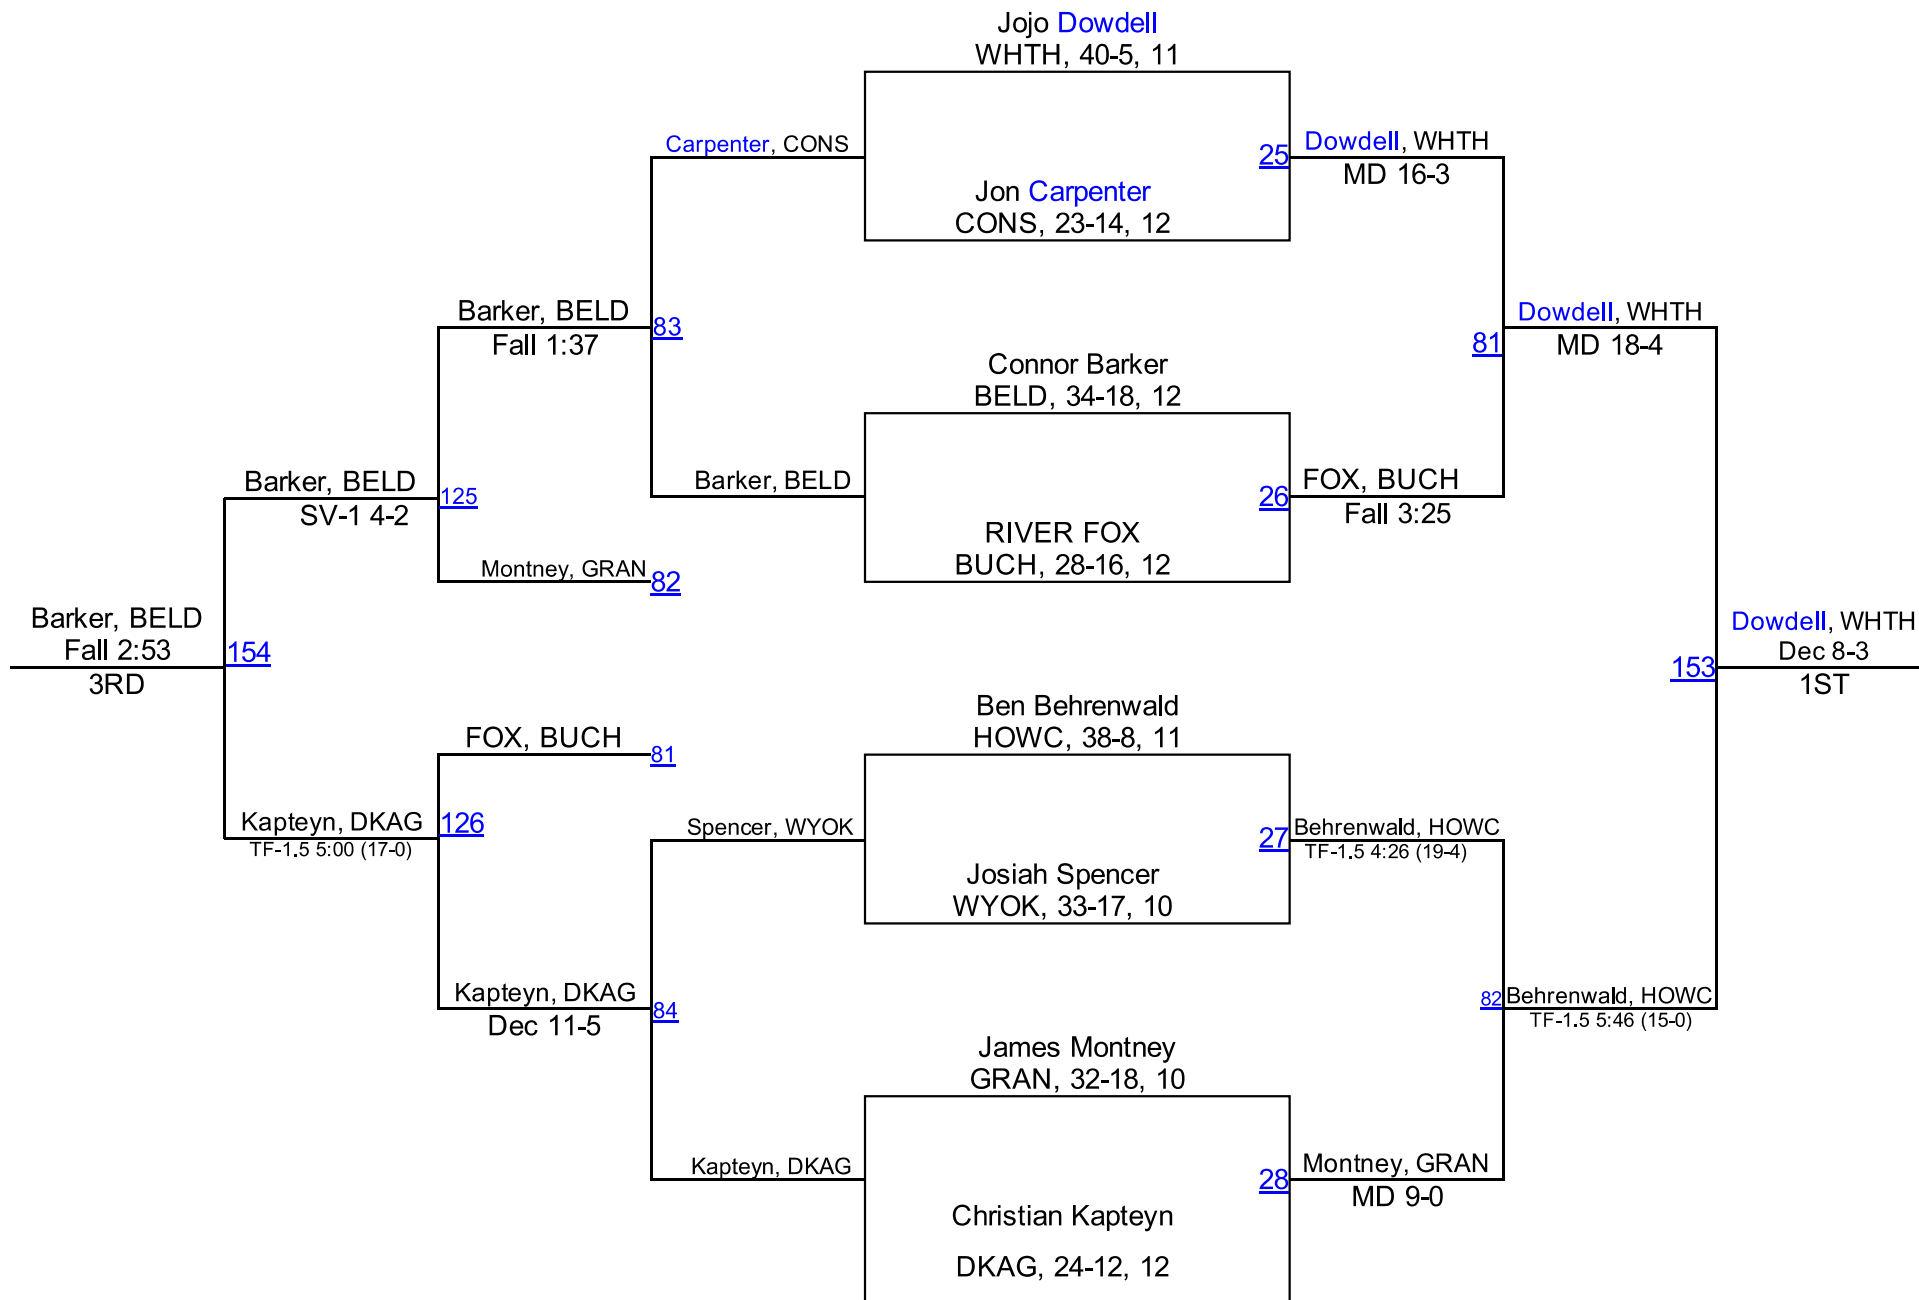 Jojo Dowdell
WHTH, 40-5, 11
Carpenter, CONS
25
Dowdell, WHTH
MD 16-3
Jon Carpenter
CONS, 23-14, 12
Barker, BELD
Fall 1:37
83
Dowdell, WHTH
MD 18-4
81
Connor Barker
BELD, 34-18, 12
Barker, BELD
SV-1 4-2
125
Barker, BELD
26
FOX, BUCH
Fall 3:25
RIVER FOX
BUCH, 28-16, 12
Montney, GRAN
82
Barker, BELD
Fall 2:53
3RD
154
Dowdell, WHTH
Dec 8-3
1ST
153
Ben Behrenwald
HOWC, 38-8, 11
FOX, BUCH
81
Kapteyn, DKAG
TF-1.5 5:00 (17-0)
126
Spencer, WYOK
27
Behrenwald, HOWC
TF-1.5 4:26 (19-4)
Josiah Spencer
WYOK, 33-17, 10
Kapteyn, DKAG
Dec 11-5
84
82
Behrenwald, HOWC
TF-1.5 5:46 (15-0)
James Montney
GRAN, 32-18, 10
Kapteyn, DKAG
28
Montney, GRAN
MD 9-0
Christian Kapteyn
DKAG, 24-12, 12